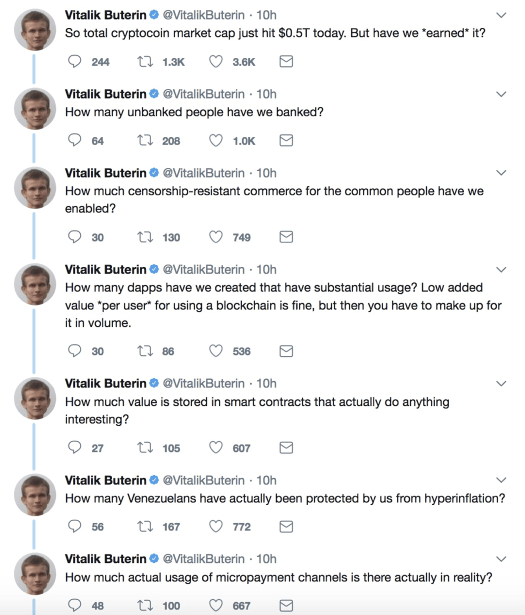 Vitalik Buterin @VitalikButerin · 10h
So total cryptocoin market cap just hit $0.5T today. But have we *earned* it?
244 1.3K 3.6K
Vitalik Buterin @VitalikButerin · 10h
How many unbanked people have we banked?
64 208 1.0K
Vitalik Buterin @VitalikButerin · 10h
How much censorship-resistant commerce for the common people have we
enabled?
30 130 749
Vitalik Buterin @VitalikButerin · 10h
How many dapps have we created that have substantial usage? Low added
value *per user* for using a blockchain is fine, but then you have to make up for
it in volume.
30 86 536
Vitalik Buterin @VitalikButerin · 10h
How much value is stored in smart contracts that actually do anything
interesting?
27 105 607
Vitalik Buterin @VitalikButerin · 10h
How many Venezuelans have actually been protected by us from hyperinflation?
56 167 772
Vitalik Buterin @VitalikButerin · 10h
How much actual usage of micropayment channels is there actually in reality?
48 100 667